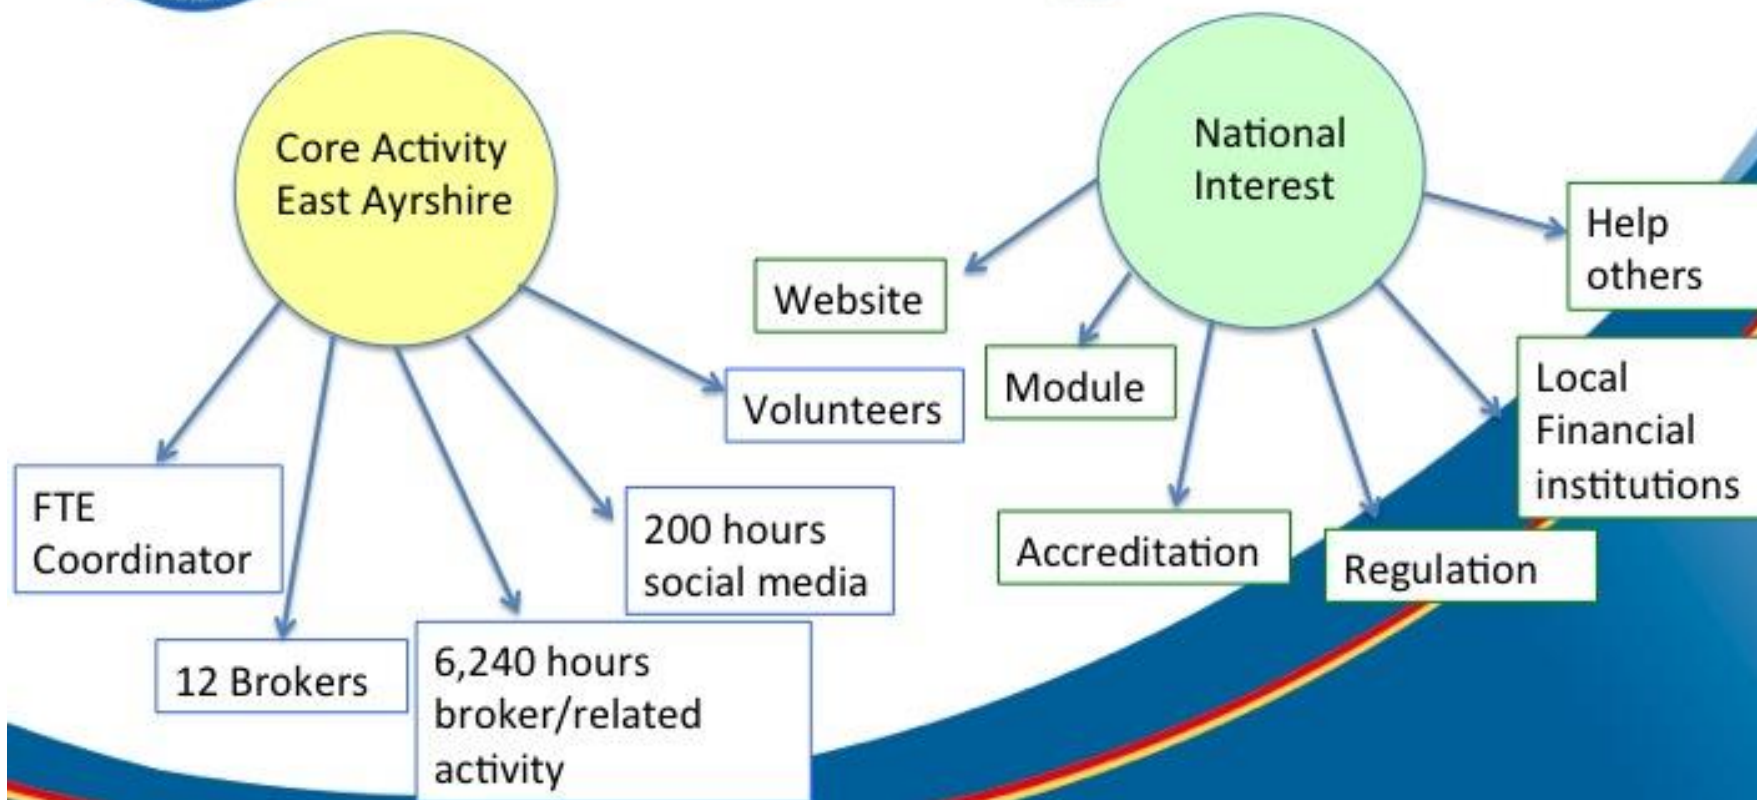 Core Activity
East Ayrshire
FTE
Coordinator
12 Brokers
6,240 hours
broker/related
activity
200 hours
social media
Volunteers
National
Interest
Website
Module
Accreditation
Regulation
Local
Financial
institutions
Help
others